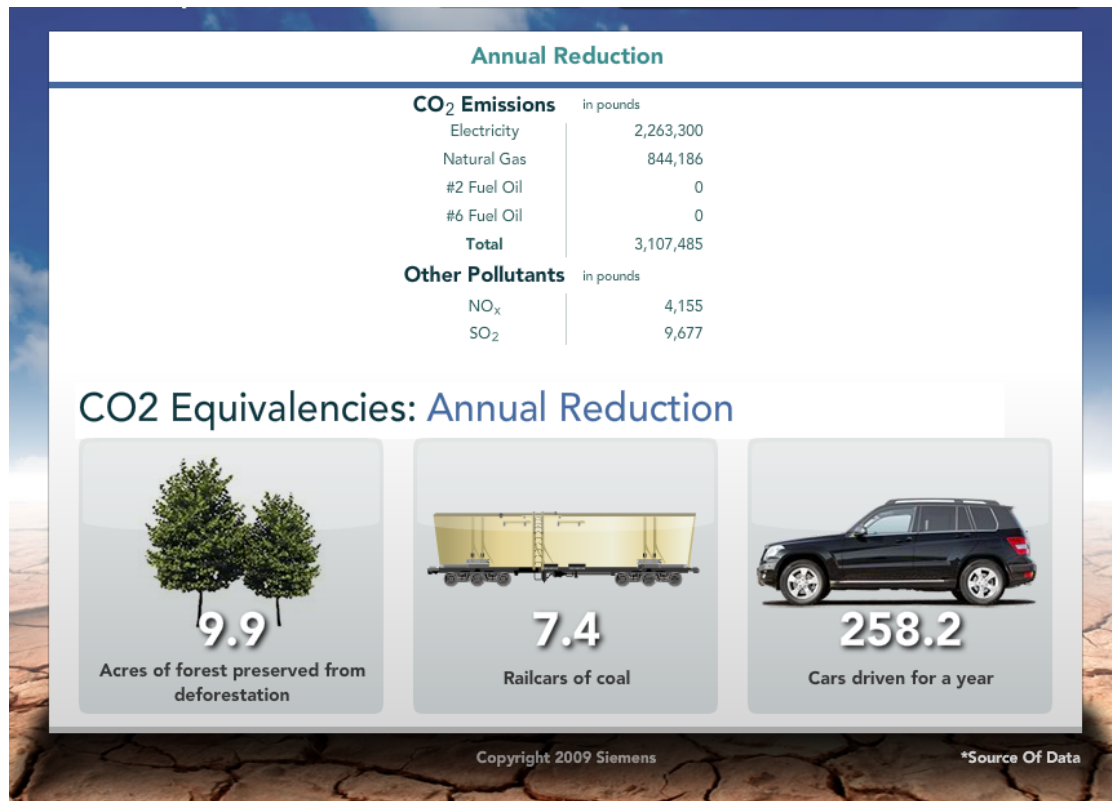 Annual Reduction
CO2 Emissions in pounds
Electricity 2,263,300
Natural Gas 844,186
#2 Fuel Oil 0
#6 Fuel Oil 0
Total 3,107,485
Other Pollutants in pounds
NOx 4,155
SO2 9,677
CO2 Equivalencies: Annual Reduction
9.9
Acres of forest preserved from
deforestation
7.4
Railcars of coal
258.2
Cars driven for a year
Copyright 2009 Siemens
*Source Of Data